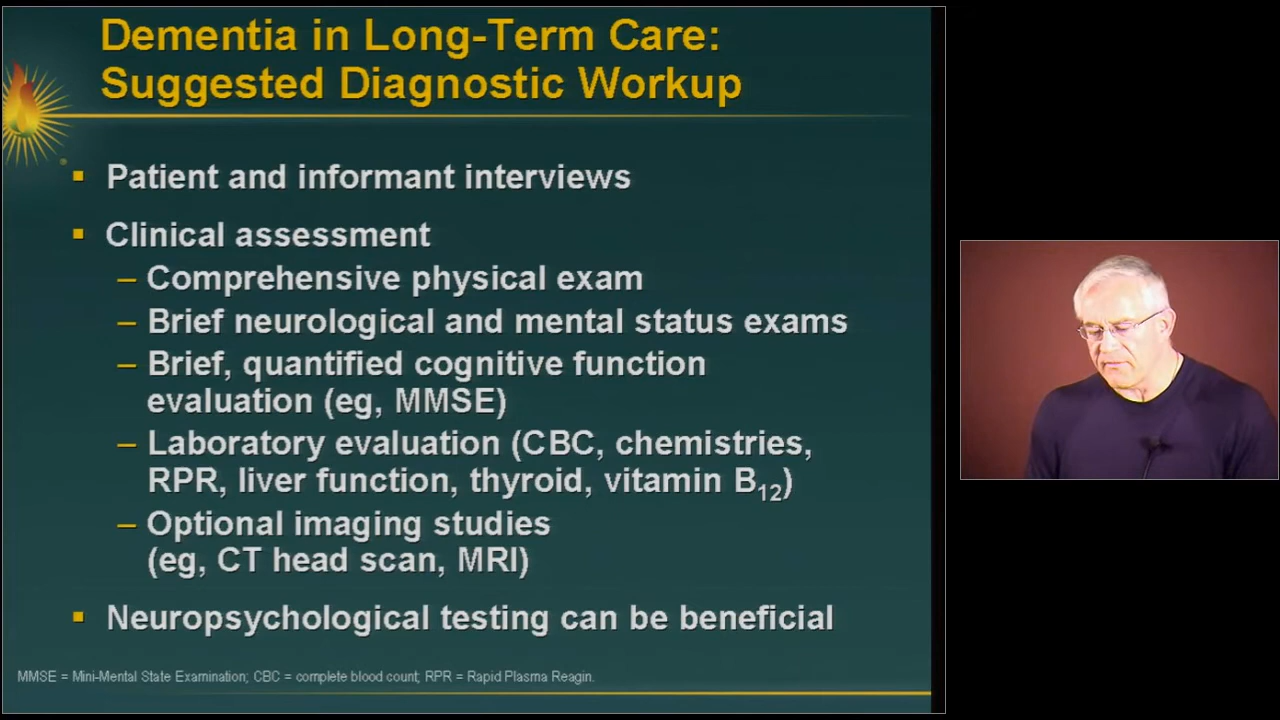 Dementia in Long-Term Care:
Suggested Diagnostic Workup
▪ Patient and informant interviews
▪ Clinical assessment
– Comprehensive physical exam
– Brief neurological and mental status exams
– Brief, quantified cognitive function
evaluation (eg, MMSE)
– Laboratory evaluation (CBC, chemistries,
RPR, liver function, thyroid, vitamin B12)
– Optional imaging studies
(eg, CT head scan, MRI)
▪ Neuropsychological testing can be beneficial
MMSE = Mini-Mental State Examination; CBC = complete blood count; RPR = Rapid Plasma Reagin.